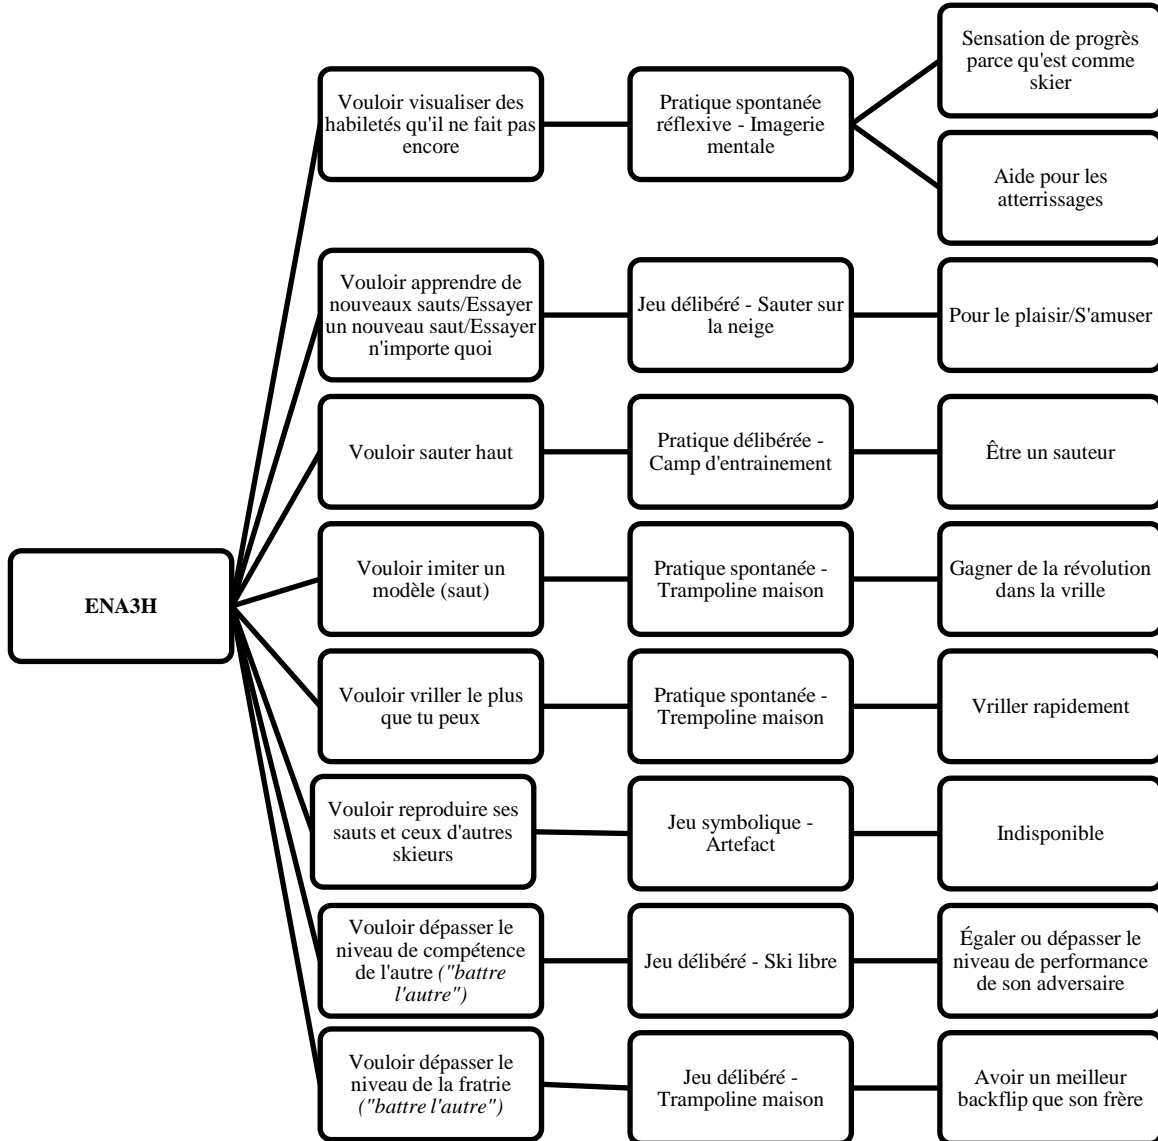 Sensation de progrès
parce qu'est comme
skier
Vouloir visualiser des
habiletés qu'il ne fait pas
encore
Pratique spontanée
réflexive - Imagerie
mentale
Aide pour les
atterrissages
Vouloir apprendre de
nouveaux sauts/Essayer
un nouveau saut/Essayer
n'importe quoi
Jeu délibéré - Sauter sur
la neige
Pour le plaisir/S'amuser
Vouloir sauter haut
Pratique délibérée -
Camp d'entrainement
Être un sauteur
ENA3H
Vouloir imiter un
modèle (saut)
Pratique spontanée -
Trampoline maison
Gagner de la révolution
dans la vrille
Vouloir vriller le plus
que tu peux
Pratique spontanée -
Trempoline maison
Vriller rapidement
Vouloir reproduire ses
sauts et ceux d'autres
skieurs
Jeu symbolique -
Artefact
Indisponible
Vouloir dépasser le
niveau de compétence
de l'autre ("battre
l'autre")
Jeu délibéré - Ski libre
Égaler ou dépasser le
niveau de performance
de son adversaire
Vouloir dépasser le
niveau de la fratrie
("battre l'autre")
Jeu délibéré -
Trampoline maison
Avoir un meilleur
backflip que son frère